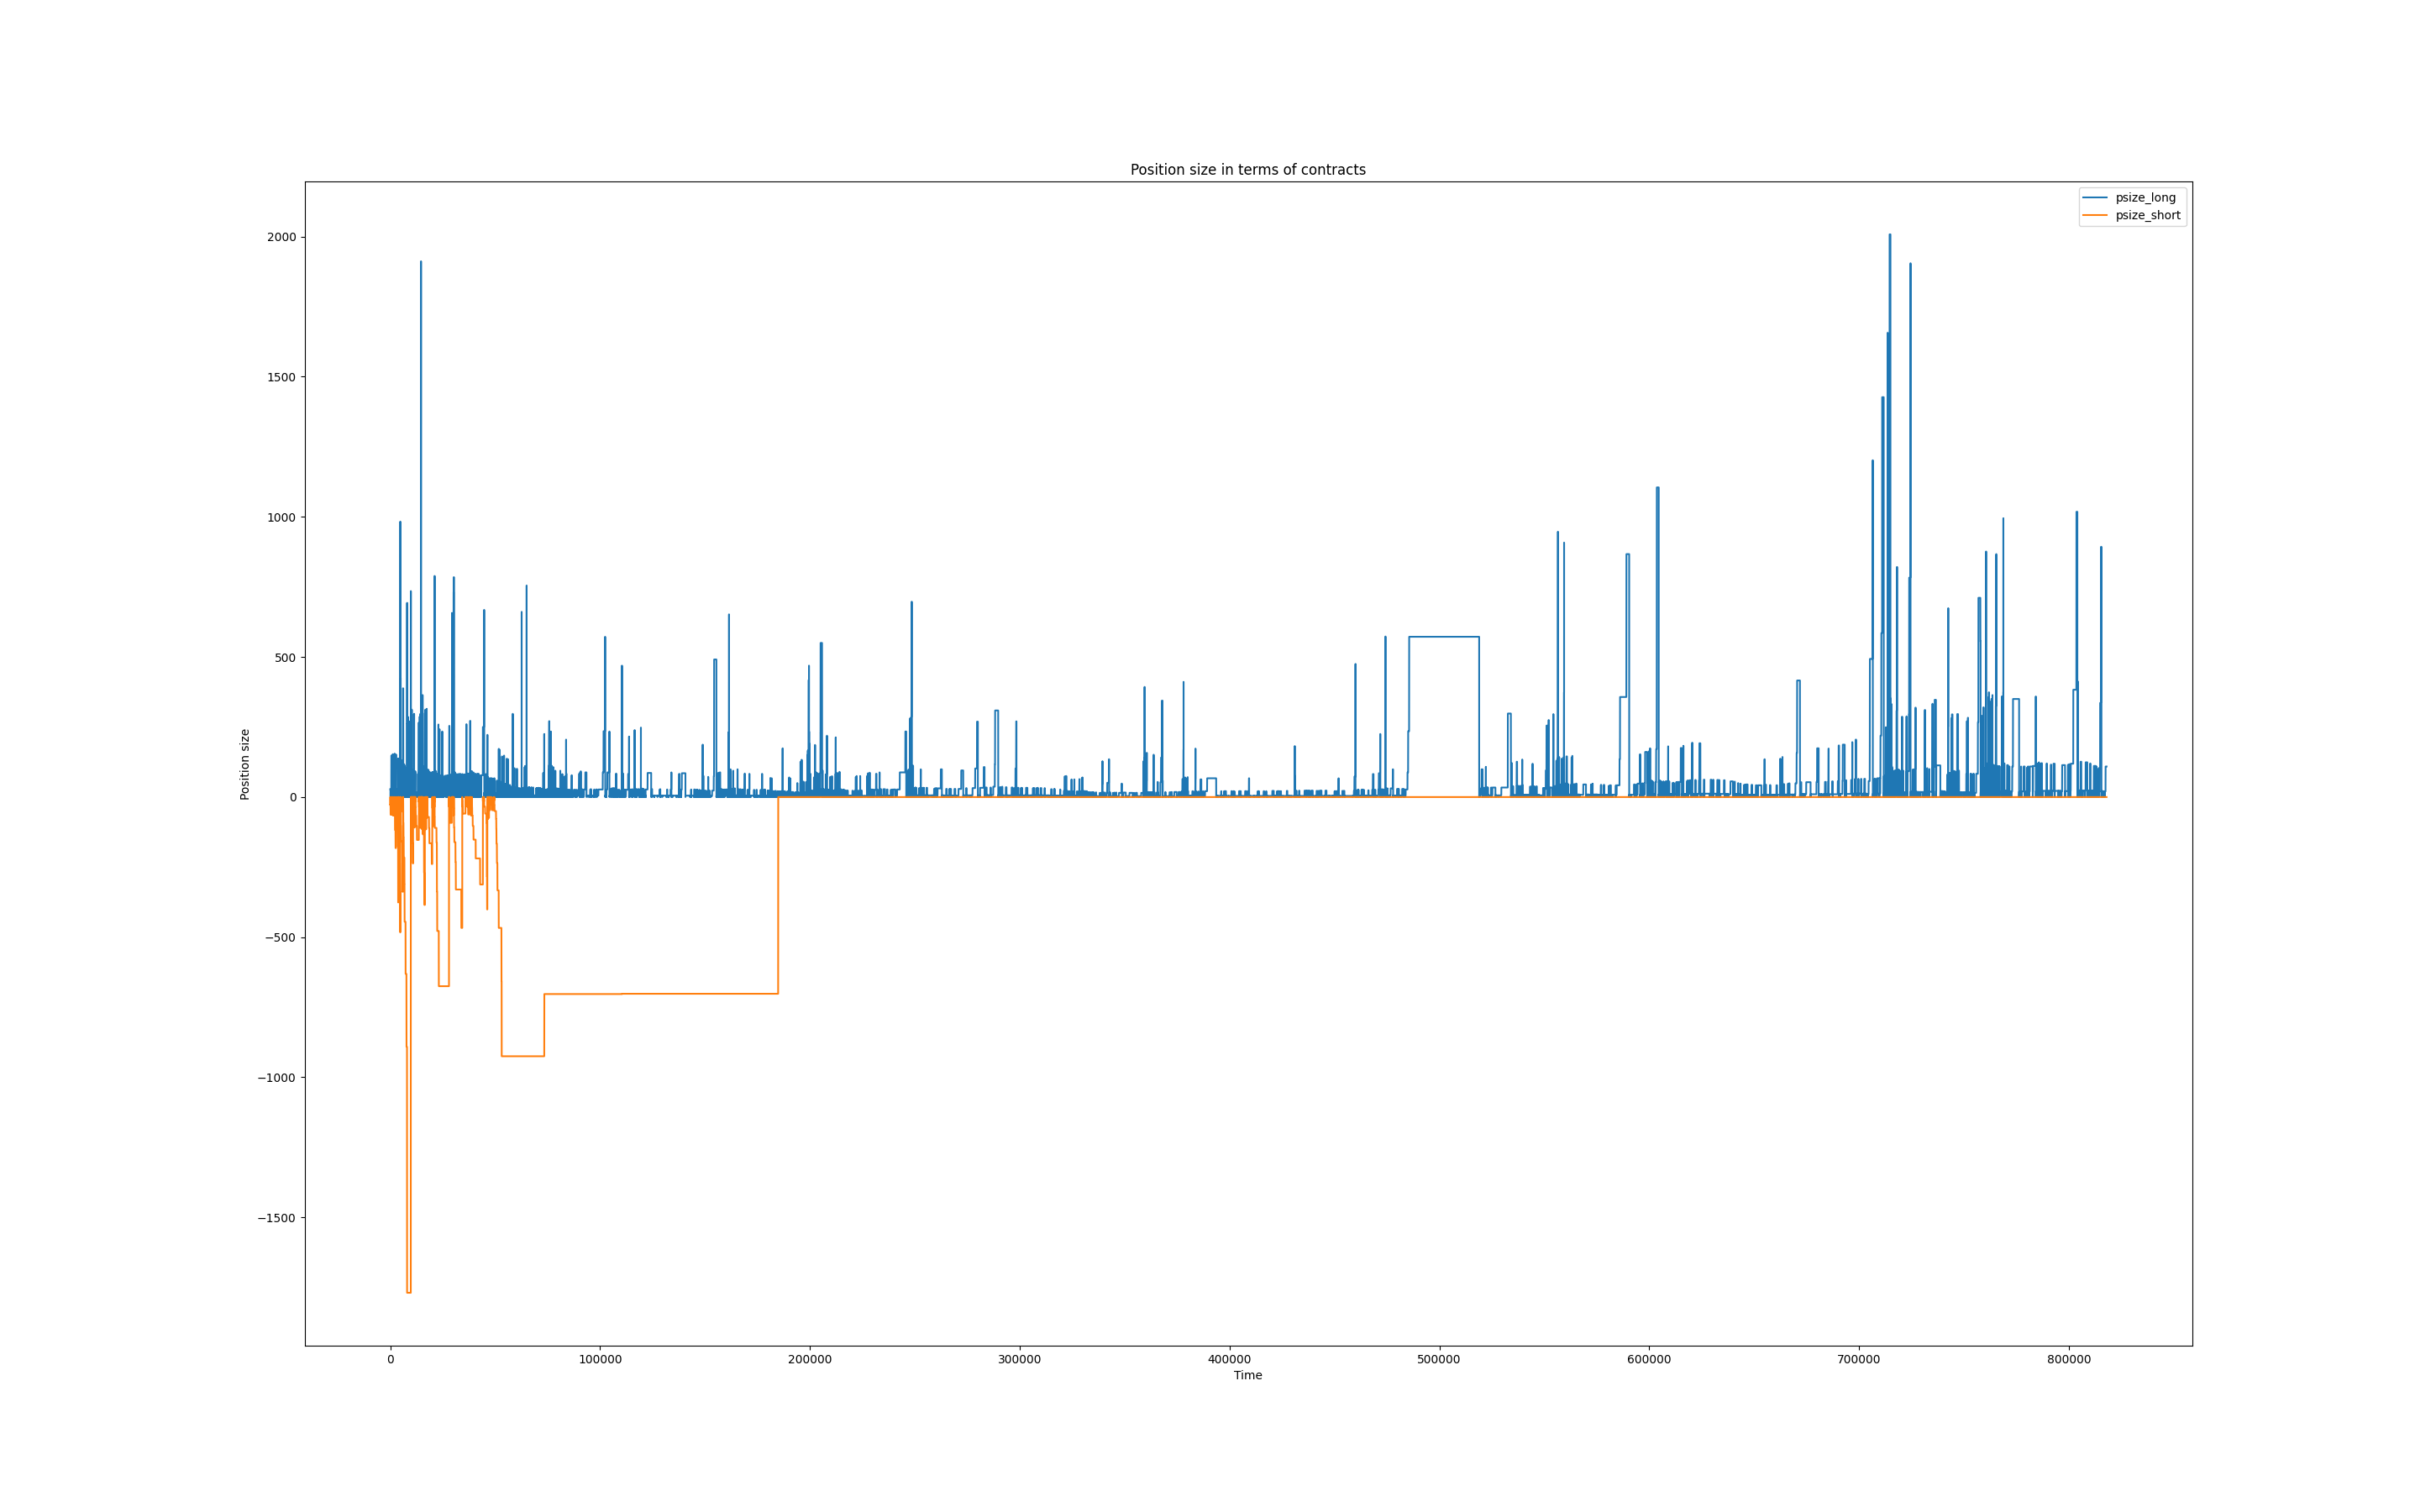 Position size in terms of contracts
psize_long
psize_short
2000
1500
1000
500
0
−500
−1000
−1500
Position size
0 100000 200000 300000 400000 500000 600000 700000 800000
Time